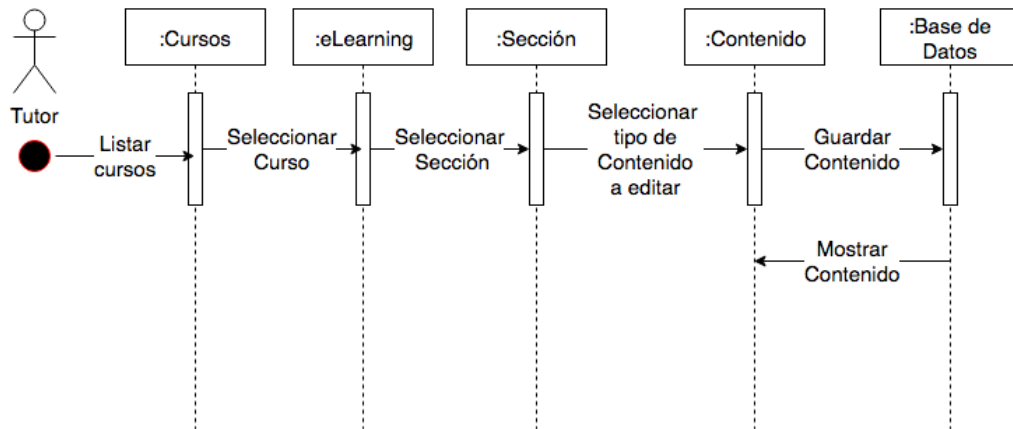 :Cursos
:eLearning
:Sección
:Contenido
:Base de
Datos
Tutor
Listar
cursos
Seleccionar
Curso
Seleccionar
Sección
Seleccionar
tipo de
Contenido
a editar
Guardar
Contenido
Mostrar
Contenido